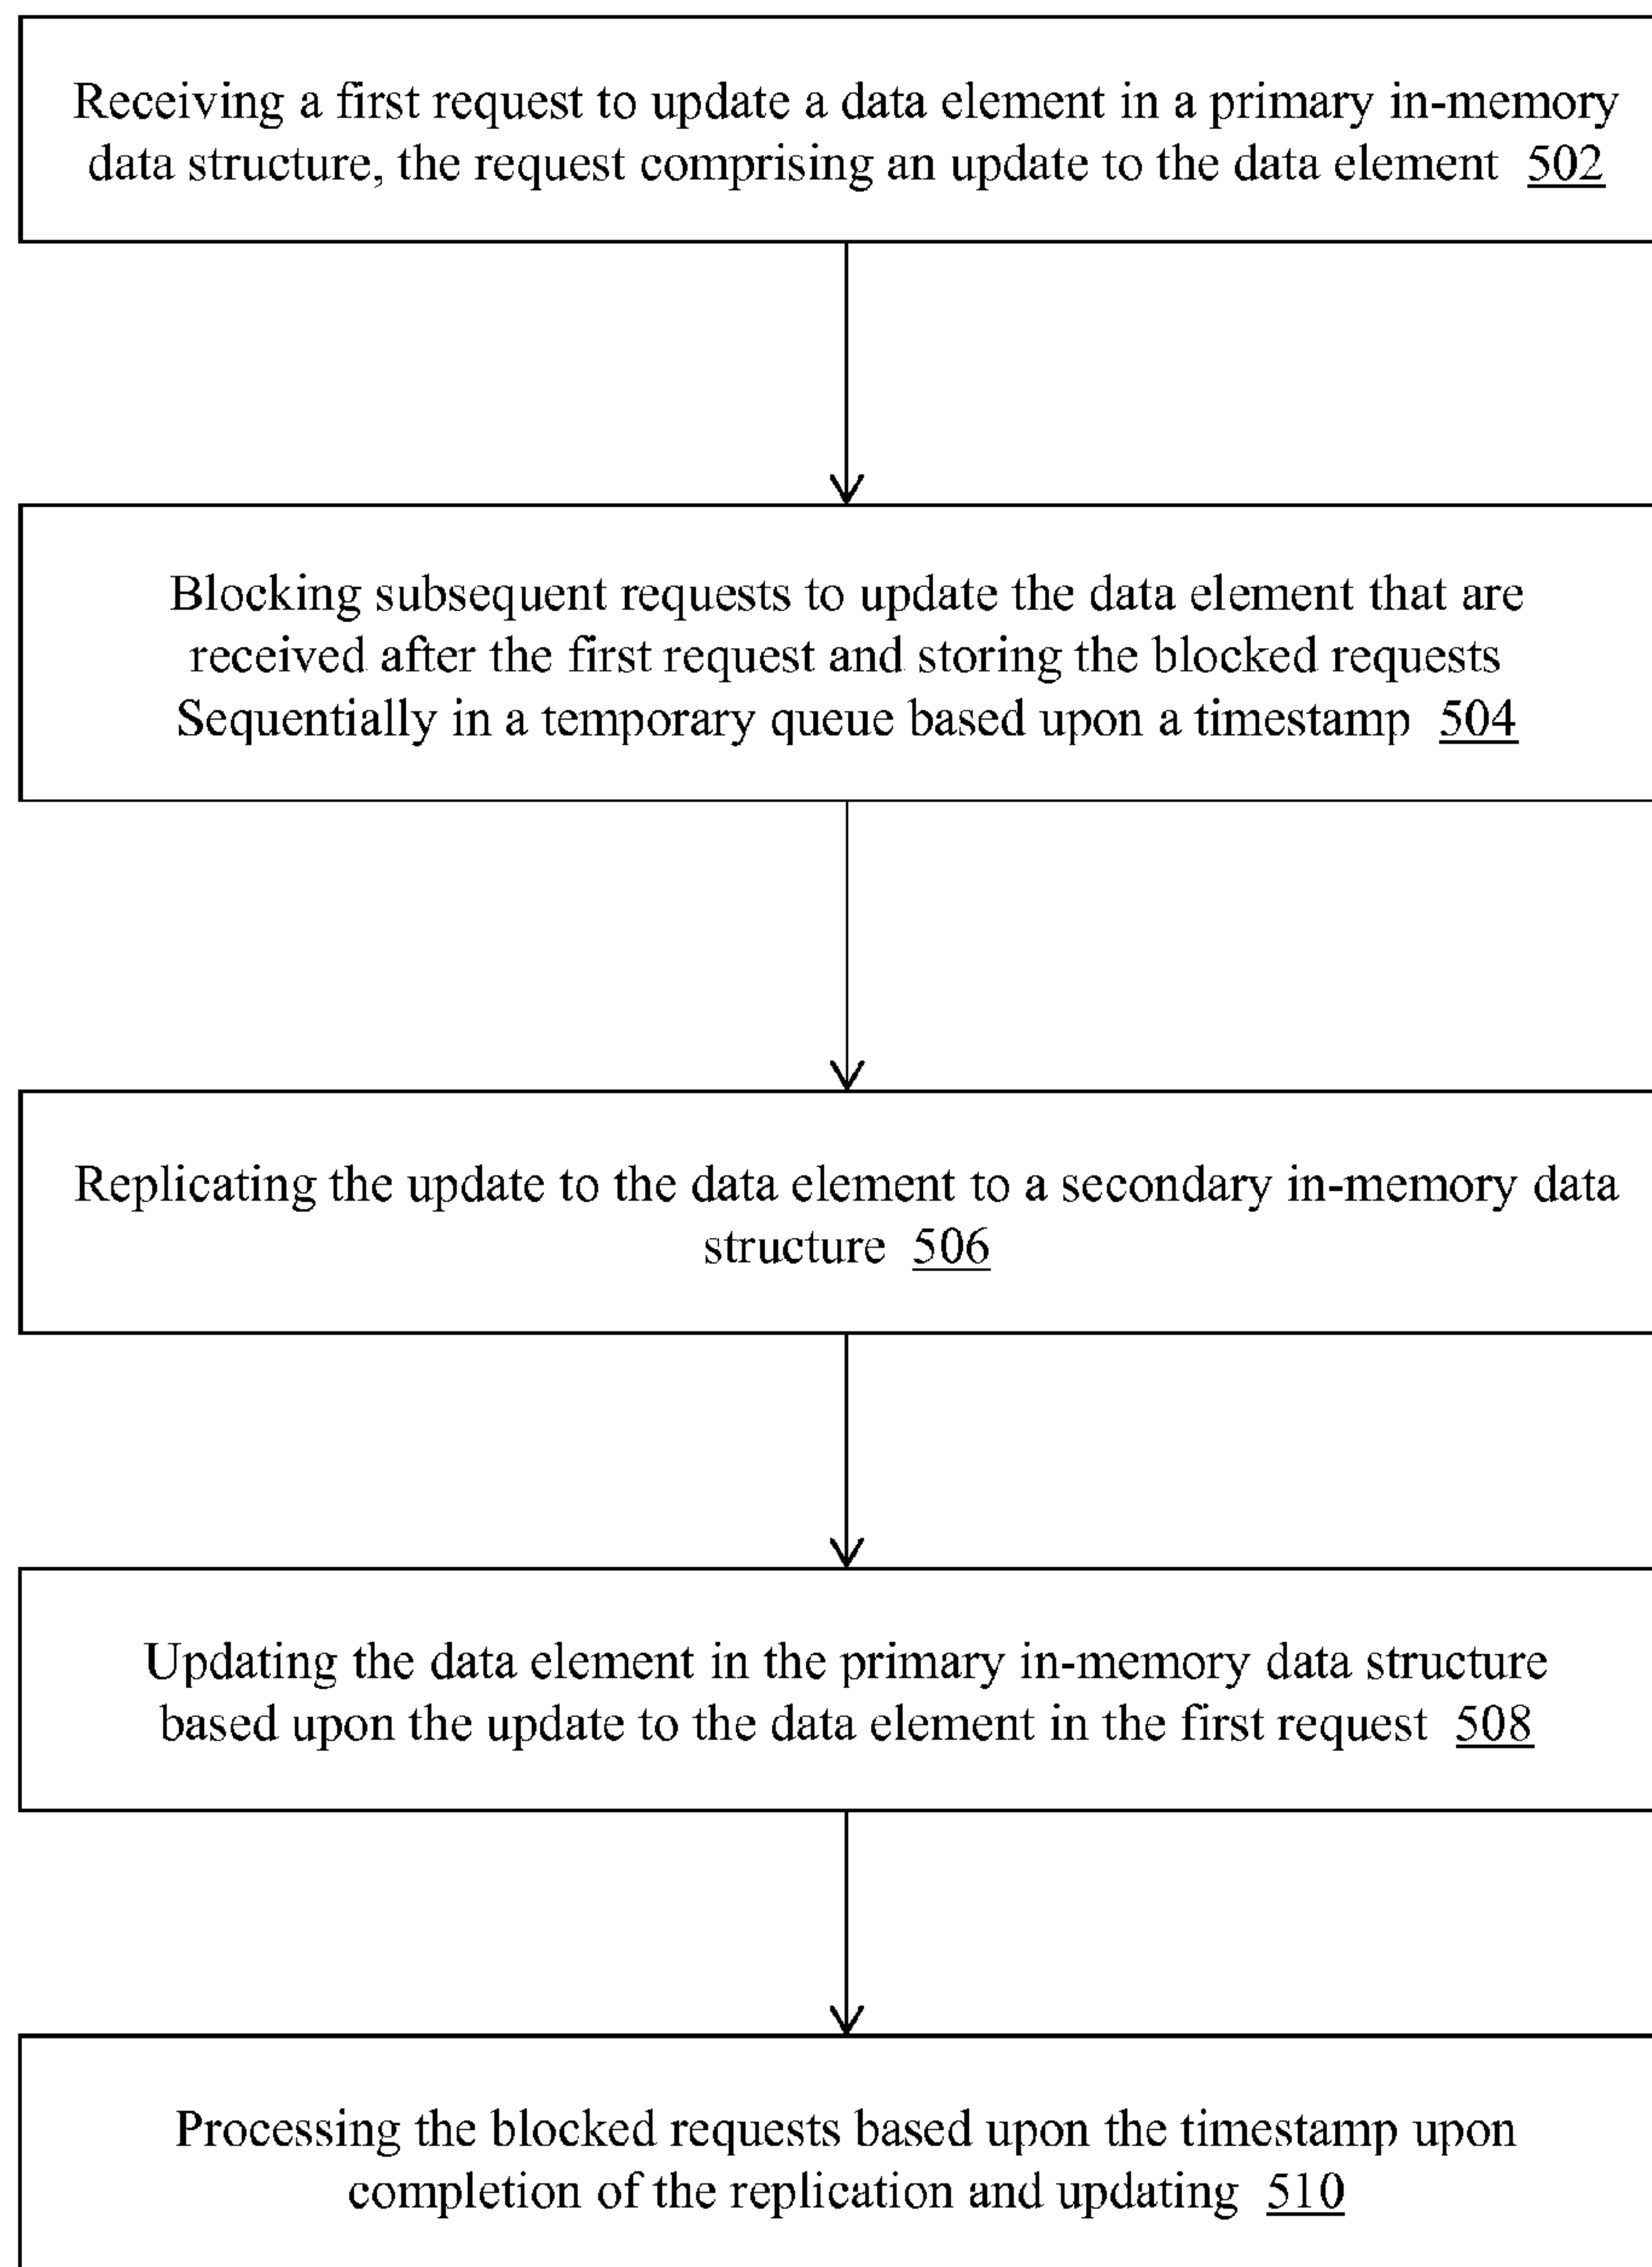 Receiving a first request to update a data element in a primary in-memory
data structure, the request comprising an update to the data element 502
Blocking subsequent requests to update the data element that are
received after the first request and storing the blocked requests
Sequentially in a temporary queue based upon a timestamp 504
Replicating the update to the data element to a secondary in-memory data
structure 506
Updating the data element in the primary in-memory data structure
based upon the update to the data element in the first request 508
Processing the blocked requests based upon the timestamp upon
completion of the replication and updating 510